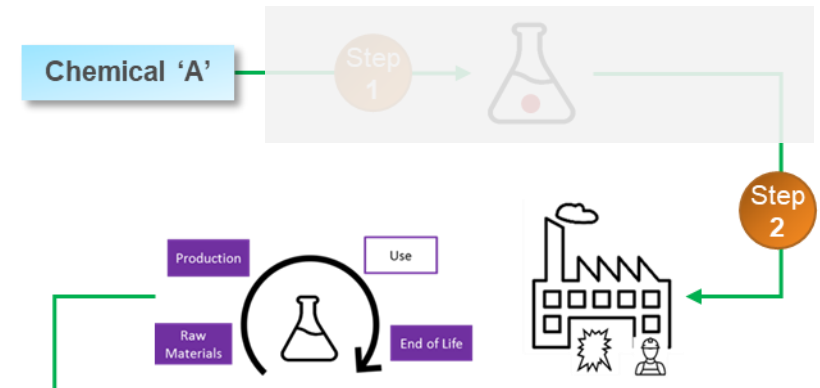 Chemical ‘A’
Step
1
Step
2
Production
Use
Raw
Materials
End of Life